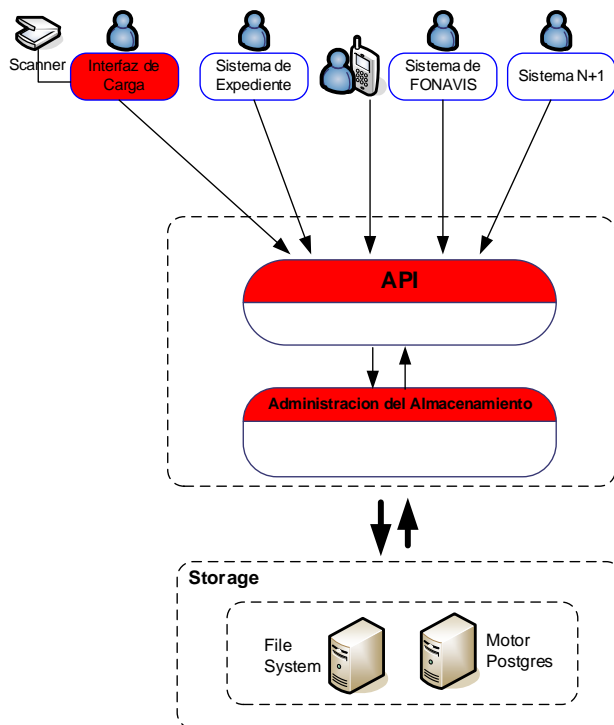 Scanner
Interfaz de
Carga
Sistema de
Expediente
Sistema de
FONAVIS
Sistema N+1
API
Administracion del Almacenamiento
Storage
File
System
Motor
Postgres